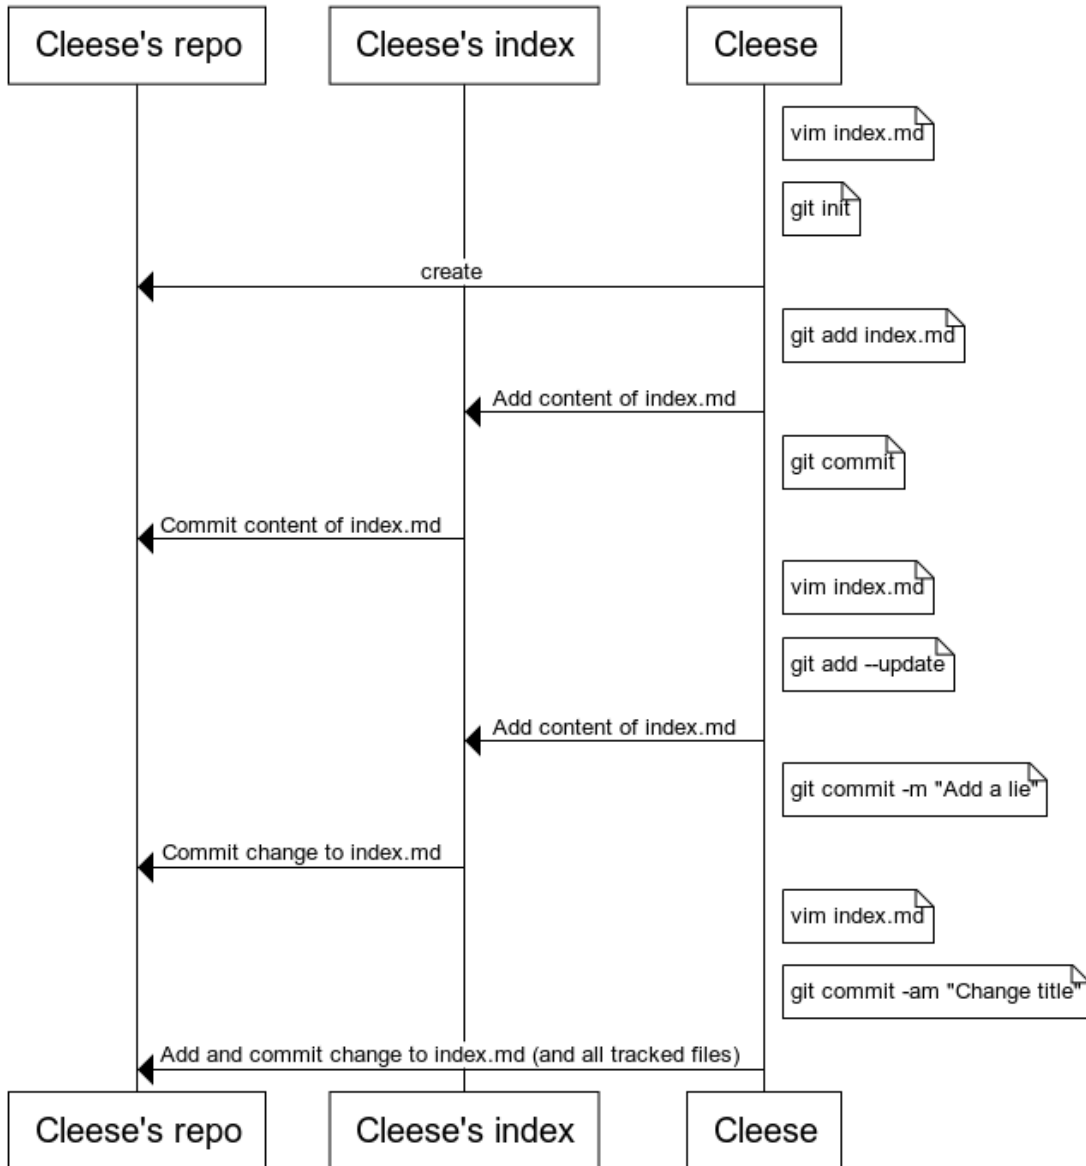 Cleese's repo
Cleese's index
Cleese
vim index.md
git init
create
git add index.md
Add content of index.md
git commit
Commit content of index.md
vim index.md
git add --update
Add content of index.md
git commit -m "Add a lie"
Commit change to index.md
vim index.md
git commit -am "Change title"
Add and commit change to index.md (and all tracked files)
Cleese's repo
Cleese's index
Cleese